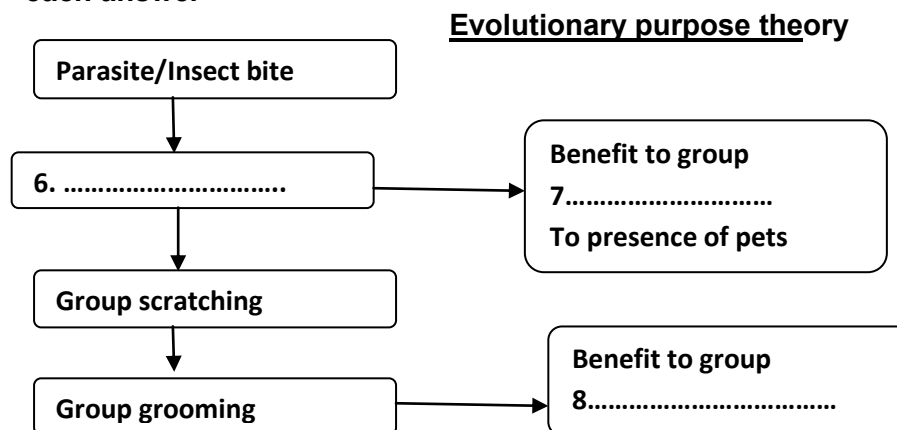 each answer
Evolutionary purpose theory
Parasite/Insect bite
6. ................................
Benefit to group
7................................
To presence of pets
Group scratching
Group grooming
Benefit to group
8....................................